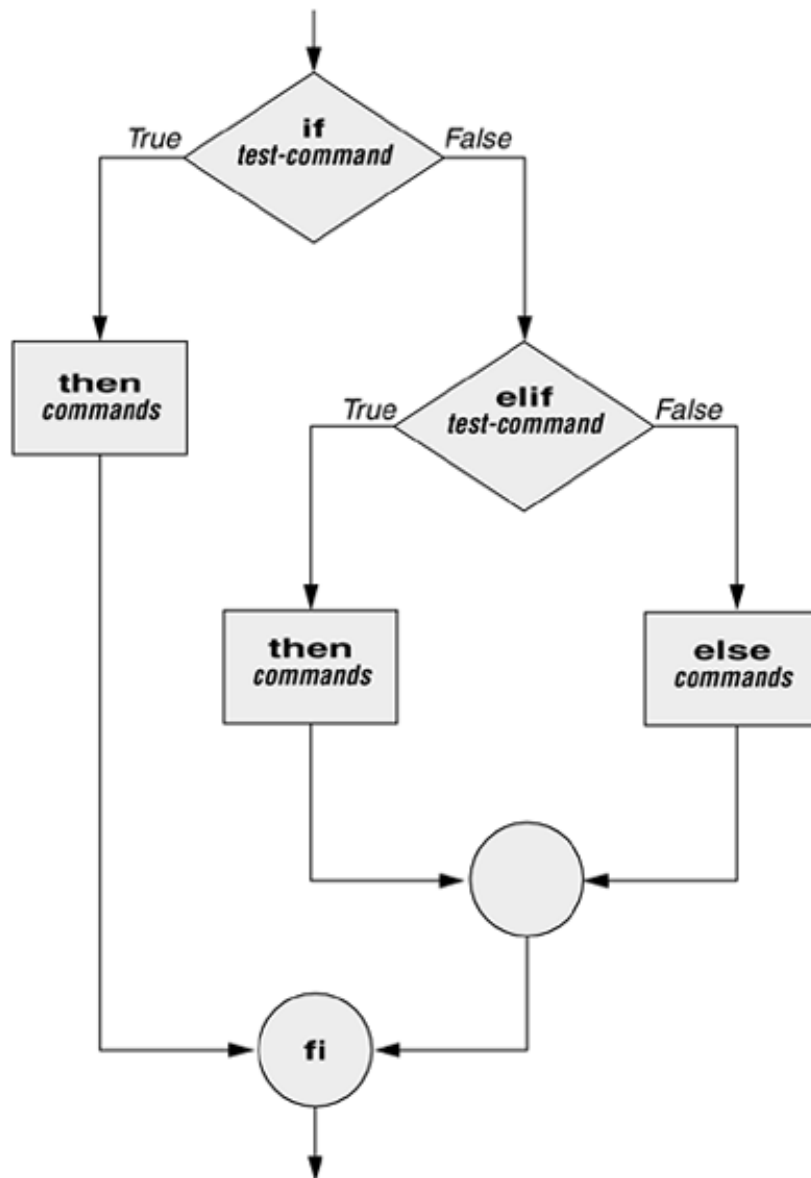 if
test-command
True
False
then
commands
elif
test-command
True
False
then
commands
else
commands
fi